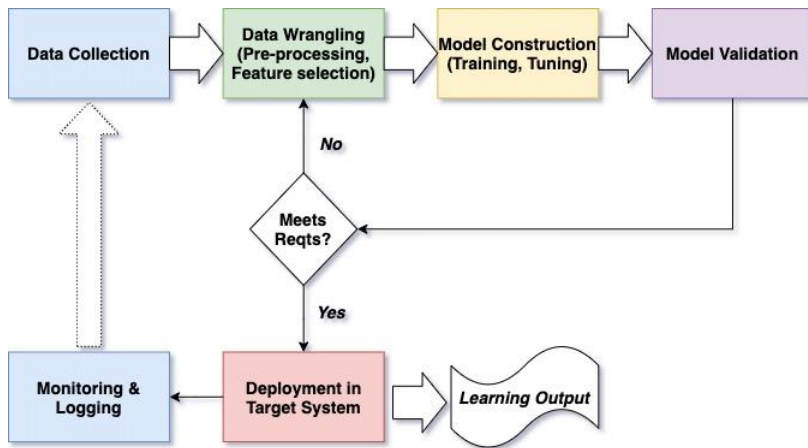 Data Collection
Data Wrangling
(Pre-processing,
Feature selection)
Model Construction
(Training, Tuning)
Model Validation
No
Meets
Reqts?
Yes
Monitoring &
Logging
Deployment in
Target System
Learning Output